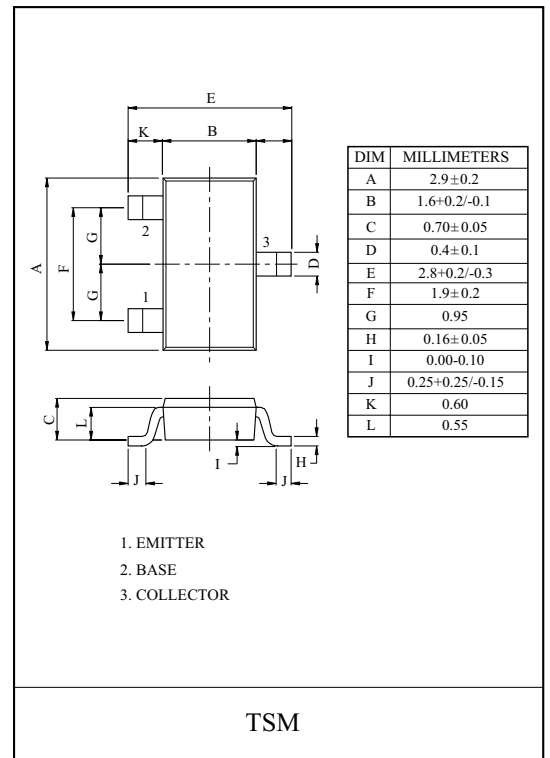 E
K B
A
F
G
G
2
1
3
D
DIM MILLIMETERS
A 2.9±0.2
B 1.6+0.2/-0.1
C 0.70±0.05
D 0.4±0.1
E 2.8+0.2/-0.3
F 1.9±0.2
G 0.95
H 0.16±0.05
I 0.00-0.10
J 0.25+0.25/-0.15
K 0.60
L 0.55
C
L
I
H
J
J
1. EMITTER
2. BASE
3. COLLECTOR
TSM